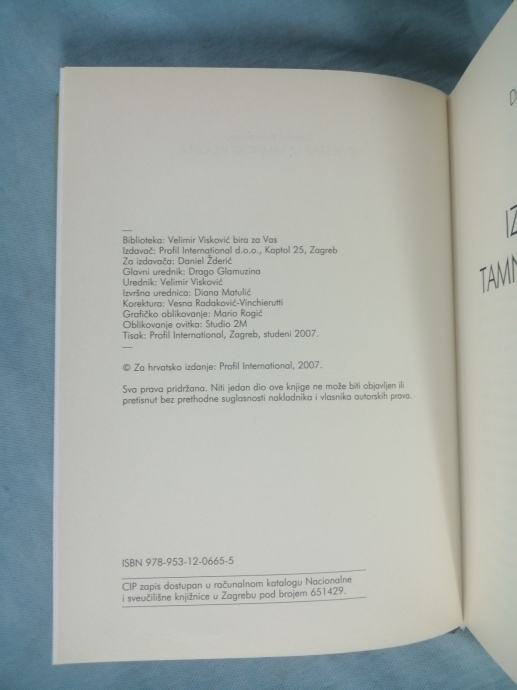 Biblioteka: Velimir Visković bira za Vas
Izdavač: Profil International d.o.o., Kaptol 25, Zagreb
Za izdavača: Daniel Žderić
Glavni urednik: Drago Glamuzina
Urednik: Velimir Visković
Izvršna urednica: Diana Matulić
Korektura: Vesna Radaković-Vinchierutti
Grafičko oblikovanje: Mario Rogić
Oblikovanje ovitka: Studio 2M
Tisak: Profil International, Zagreb, studeni 2007.
© Za hrvatsko izdanje: Profil International, 2007.
Sva prava pridržana. Niti jedan dio ove knjige ne može biti objavljen ili
pretisnut bez prethodne suglasnosti nakladnika i vlasnika autorskih prava.
ISBN 978-953-12-0665-5
CIP zapis dostupan u računalnom katalogu Nacionalne
i sveučilišne knjižnice u Zagrebu pod brojem 651429.
D
IZ
TAMN